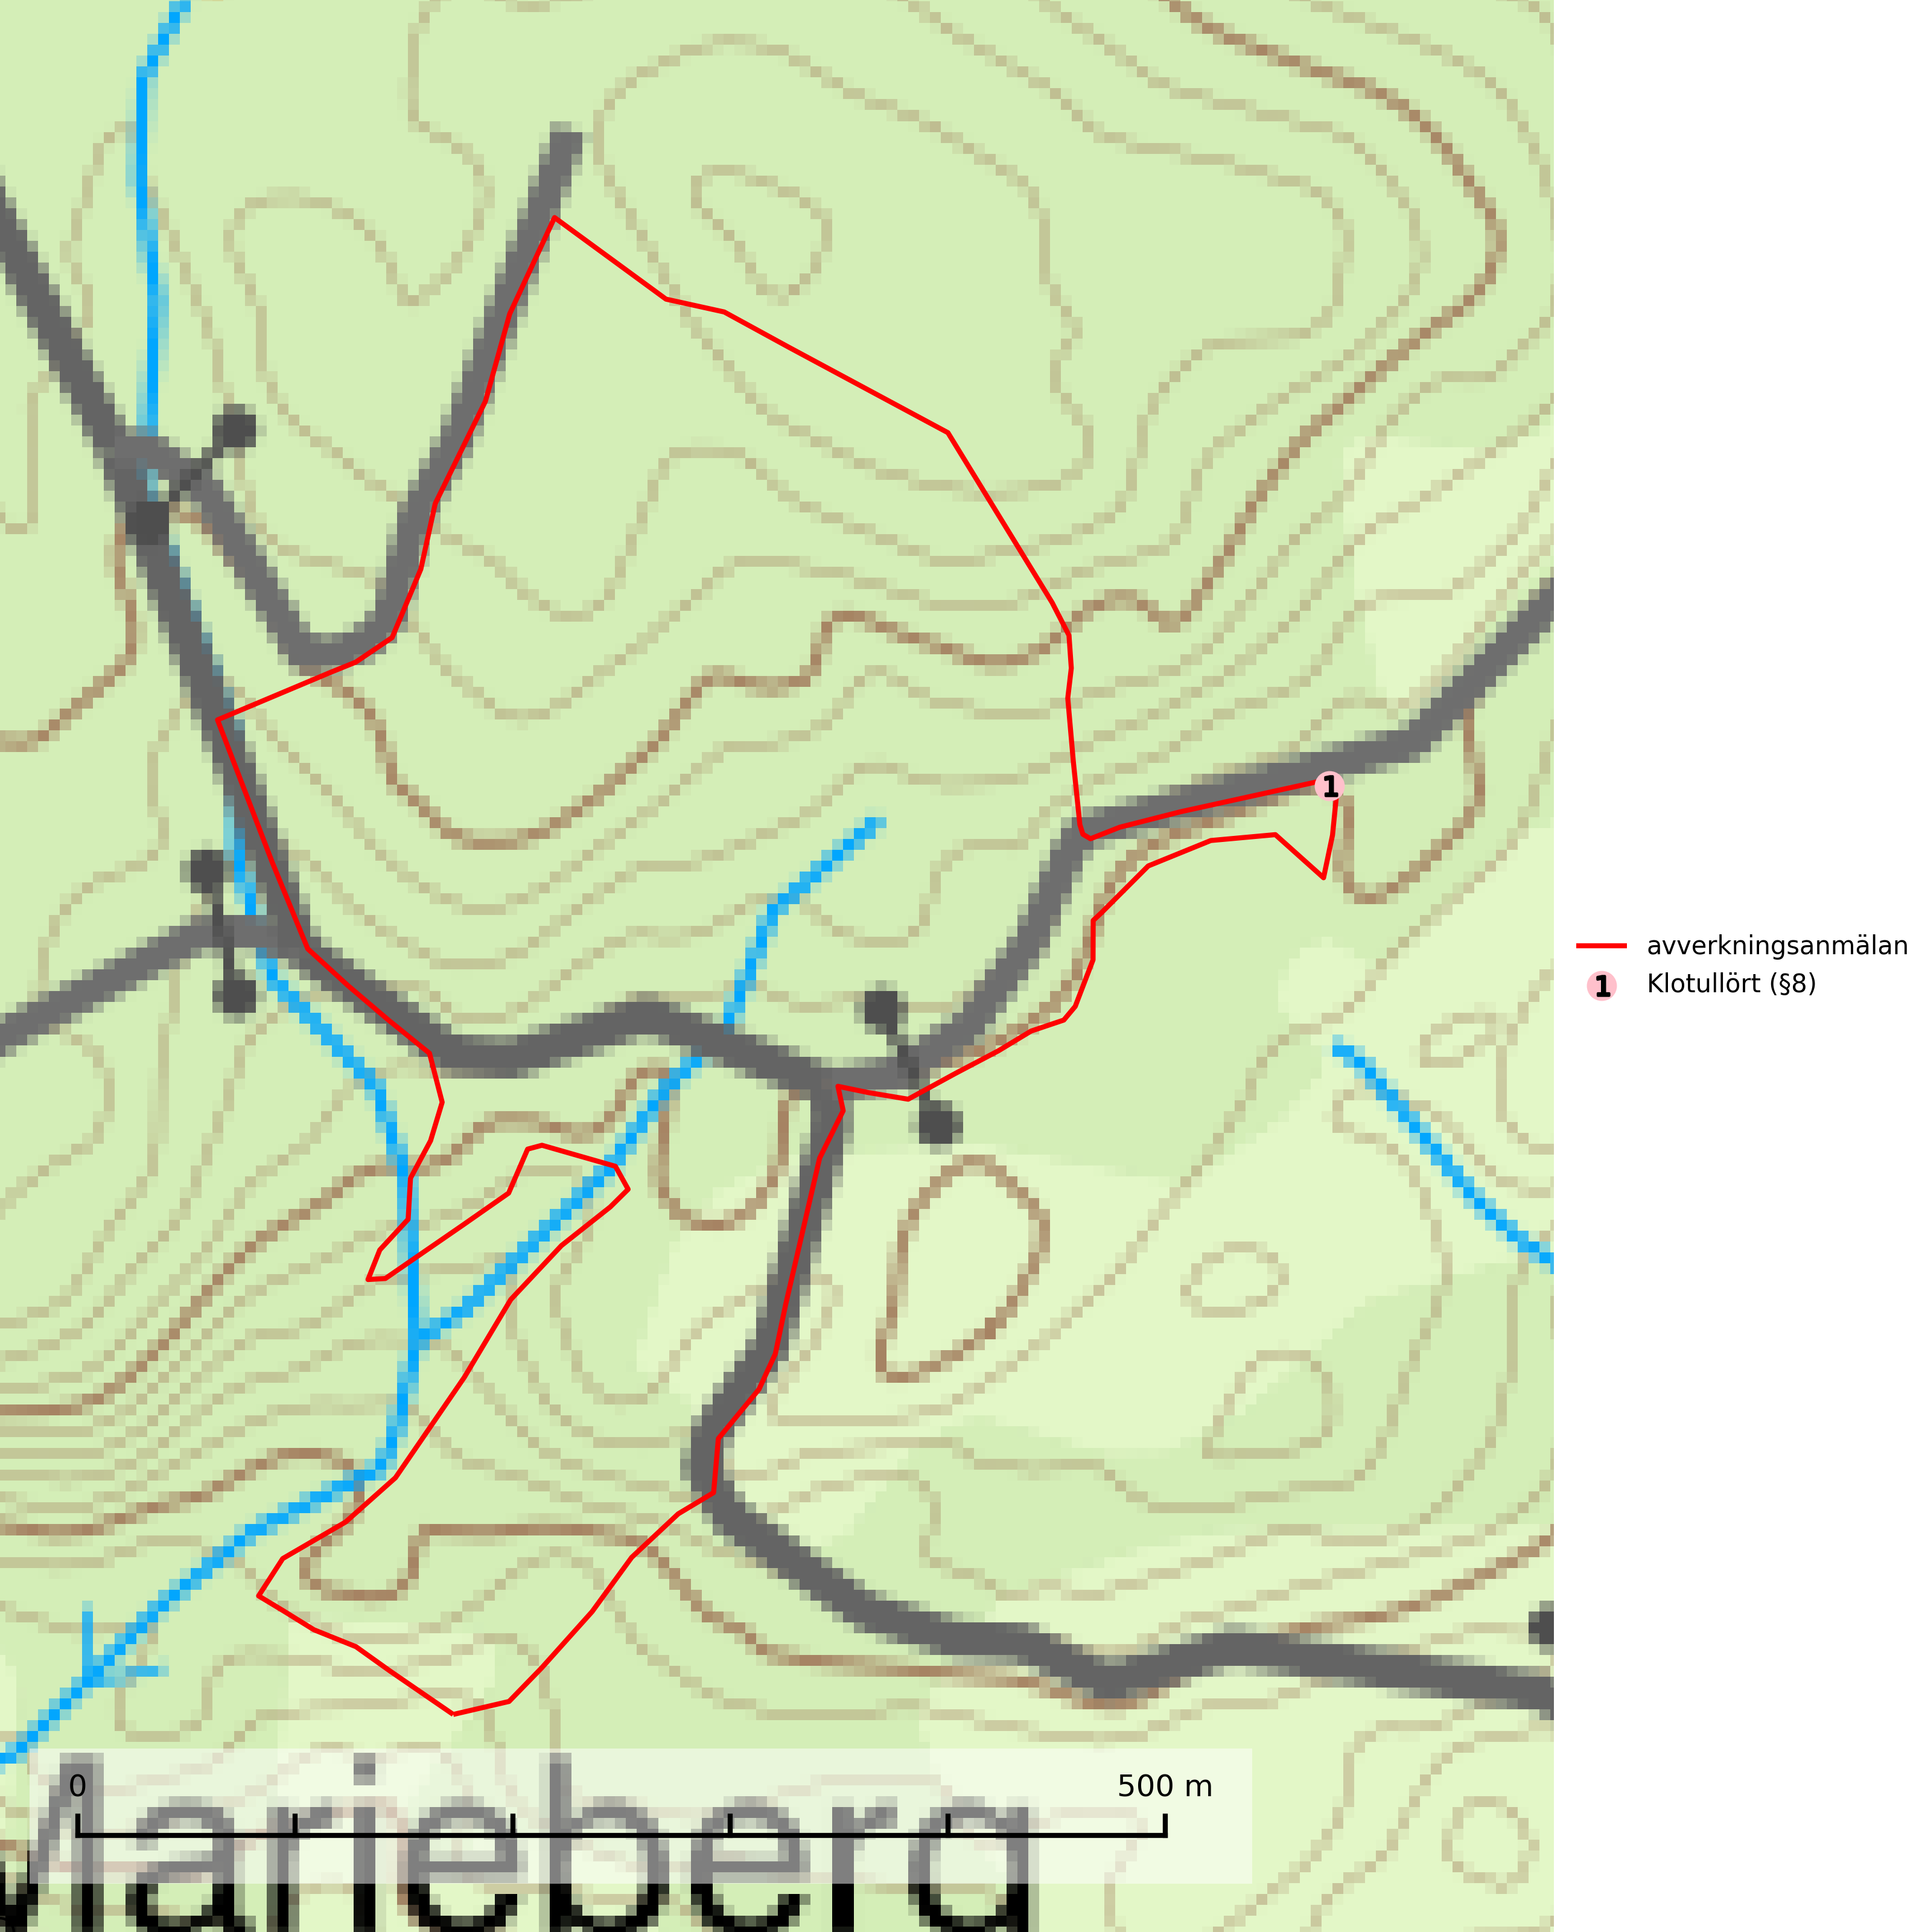 1
avverkningsanmälan
1 Klotullört (§8)
0 500 m
Marieberg